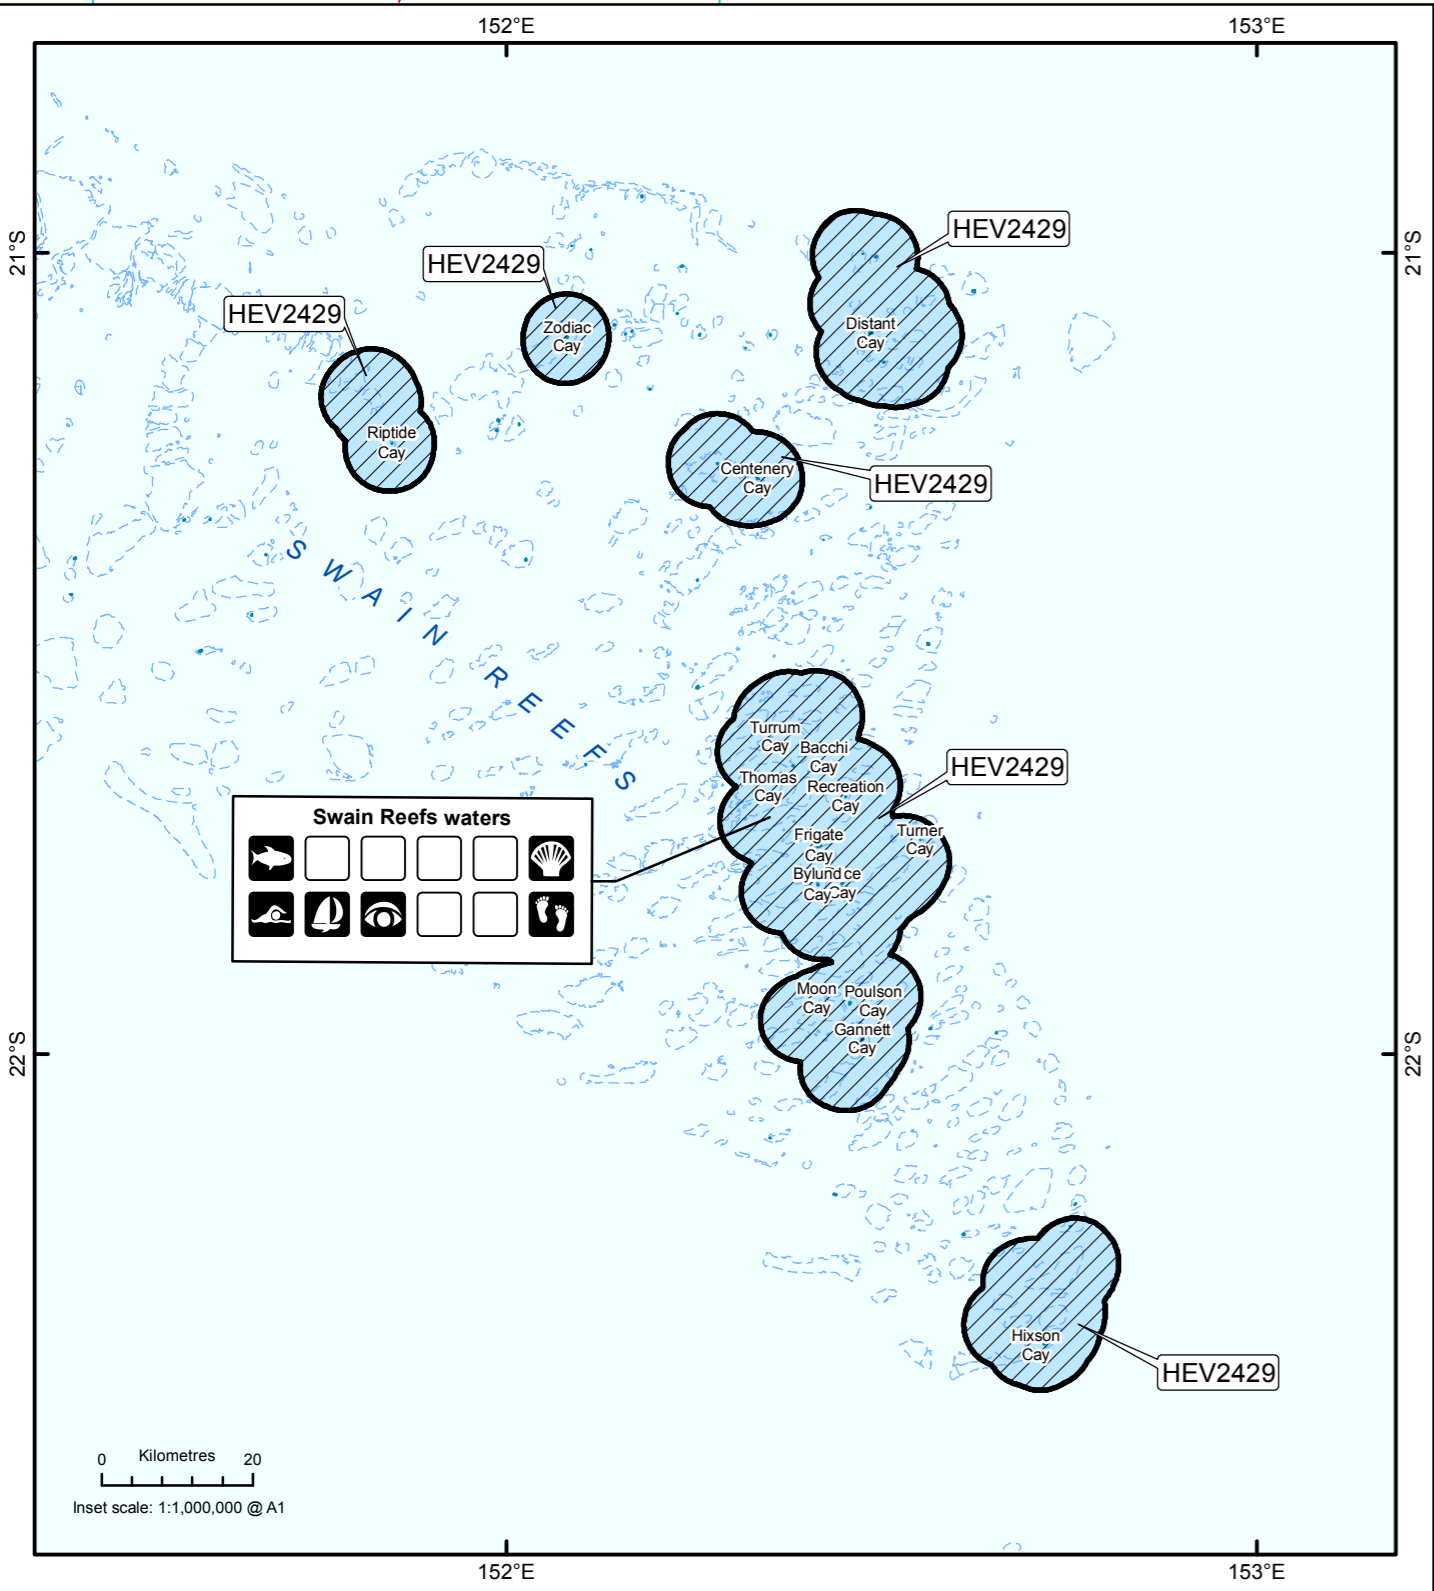 152°E
153°E
21°S
21°S
HEV2429
HEV2429
HEV2429
Zodiac
Cay
Distant
Cay
Riptide
Cay
Centenery
Cay
HEV2429
SWAIN REEFS
Turrum
Cay
Bacchi
Cay
Thomas
Cay
Recreation
Cay
HEV2429
Swain Reefs waters
Frigate
Cay
Turner
Cay
Bylund
Cay
ce
Cay
Moon
Cay
Poulson
Cay
Gannett
Cay
22°S
22°S
Hixson
Cay
HEV2429
0 Kilometres 20
Inset scale: 1:1,000,000 @ A1
152°E
153°E